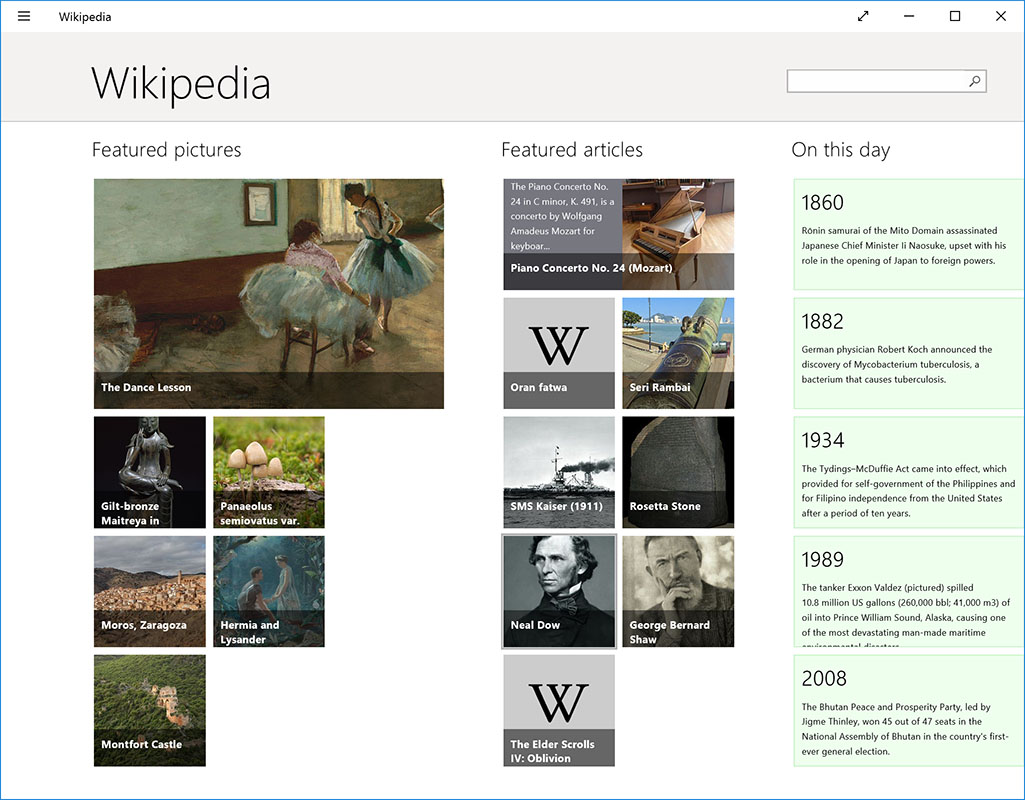 Wikipedia
Wikipedia
Featured pictures
The Dance Lesson
Gilt-bronze
Maitreya in
Panaeolus
semiovatus var.
Moros, Zaragoza
Hermia and
Lysander
Montfort Castle
Featured articles
The Piano Concerto No.
24 in C minor, K. 491, is a
concerto by Wolfgang
Amadeus Mozart for
keyboar...
Piano Concerto No. 24 (Mozart)
W
Oran fatwa
Seri Rambai
SMS Kaiser (1911)
Rosetta Stone
Neal Dow
George Bernard
Shaw
W
The Elder Scrolls
IV: Oblivion
On this day
1860
Rōnin samurai of the Mito Domain assassinated
Japanese Chief Minister Ii Naosuke, upset with his
role in the opening of Japan to foreign powers.
1882
German physician Robert Koch announced the
discovery of Mycobacterium tuberculosis, a
bacterium that causes tuberculosis.
1934
The Tydings–McDuffie Act came into effect, which
provided for self-government of the Philippines and
for Filipino independence from the United States
after a period of ten years.
1989
The tanker Exxon Valdez (pictured) spilled
10.8 million US gallons (260,000 bbl; 41,000 m3) of
oil into Prince William Sound, Alaska, causing one
of the most devastating man-made maritime
environmental disasters.
2008
The Bhutan Peace and Prosperity Party, led by
Jigme Thinley, won 45 out of 47 seats in the
National Assembly of Bhutan in the country's first-
ever general election.